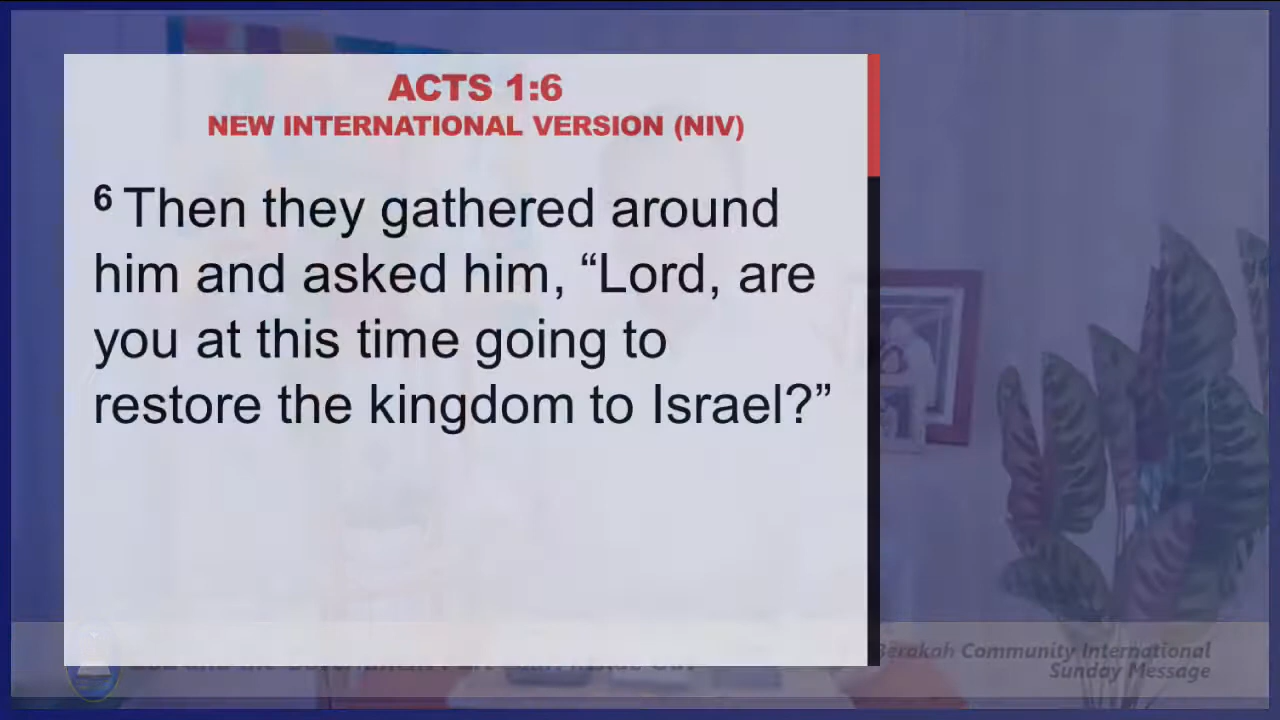 ACTS 1:6
NEW INTERNATIONAL VERSION (NIV)
6 Then they gathered around
him and asked him, “Lord, are
you at this time going to
restore the kingdom to Israel?”
Berakah Community International
Sunday Message